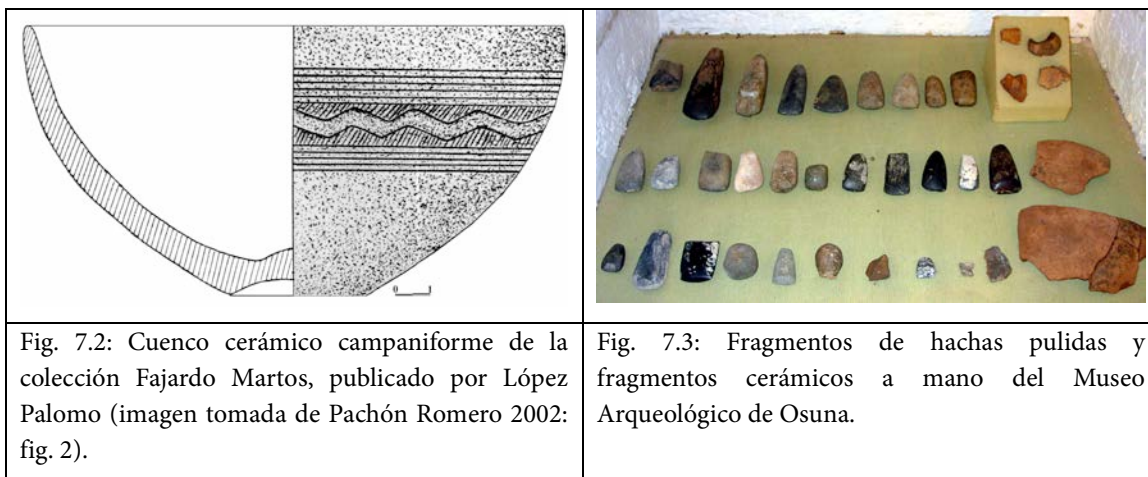 0 1
Fig. 7.2: Cuenco cerámico campaniforme de la
colección Fajardo Martos, publicado por López
Palomo (imagen tomada de Pachón Romero 2002:
fig. 2).
Fig. 7.3: Fragmentos de hachas pulidas y
fragmentos cerámicos a mano del Museo
Arqueológico de Osuna.